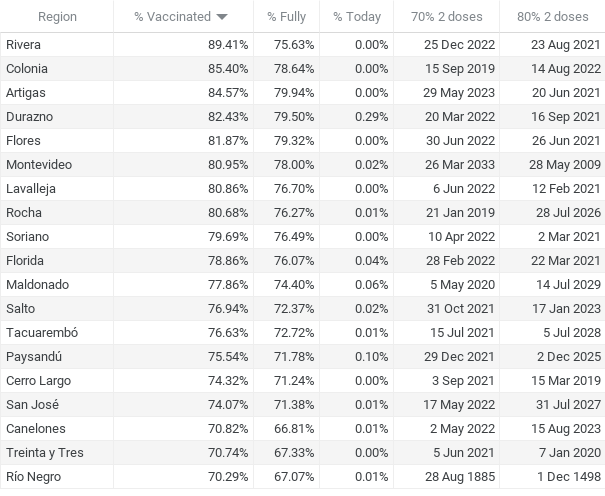 Region % Vaccinated % Fully % Today 70% 2 doses 80% 2 doses
Rivera 89.41% 75.63% 0.00% 25 Dec 2022 23 Aug 2021
Colonia 85.40% 78.64% 0.00% 15 Sep 2019 14 Aug 2022
Artigas 84.57% 79.94% 0.00% 29 May 2023 20 Jun 2021
Durazno 82.43% 79.50% 0.29% 20 Mar 2022 16 Sep 2021
Flores 81.87% 79.32% 0.00% 30 Jun 2022 26 Jun 2021
Montevideo 80.95% 78.00% 0.02% 26 Mar 2033 28 May 2009
Lavalleja 80.86% 76.70% 0.00% 6 Jun 2022 12 Feb 2021
Rocha 80.68% 76.27% 0.01% 21 Jan 2019 28 Jul 2026
Soriano 79.69% 76.49% 0.00% 10 Apr 2022 2 Mar 2021
Florida 78.86% 76.07% 0.04% 28 Feb 2022 22 Mar 2021
Maldonado 77.86% 74.40% 0.06% 5 May 2020 14 Jul 2029
Salto 76.94% 72.37% 0.02% 31 Oct 2021 17 Jan 2023
Tacuarembó 76.63% 72.72% 0.01% 15 Jul 2021 5 Jul 2028
Paysandú 75.54% 71.78% 0.10% 29 Dec 2021 2 Dec 2025
Cerro Largo 74.32% 71.24% 0.00% 3 Sep 2021 15 Mar 2019
San José 74.07% 71.38% 0.01% 17 May 2022 31 Jul 2027
Canelones 70.82% 66.81% 0.01% 2 May 2022 15 Aug 2023
Treinta y Tres 70.74% 67.33% 0.00% 5 Jun 2021 7 Jan 2020
Río Negro 70.29% 67.07% 0.01% 28 Aug 1885 1 Dec 1498